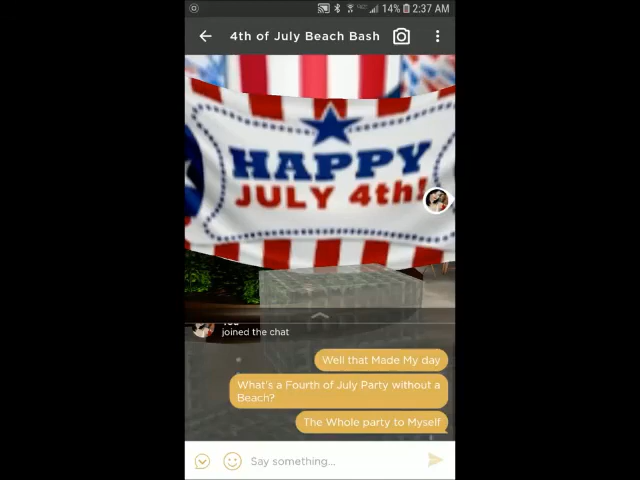 14% 2:37 AM
4th of July Beach Bash
HAPPY
JULY 4th!
You
joined the chat
Well that Made My day
What's a Fourth of July Party without a
Beach?
The Whole party to Myself
Say something...